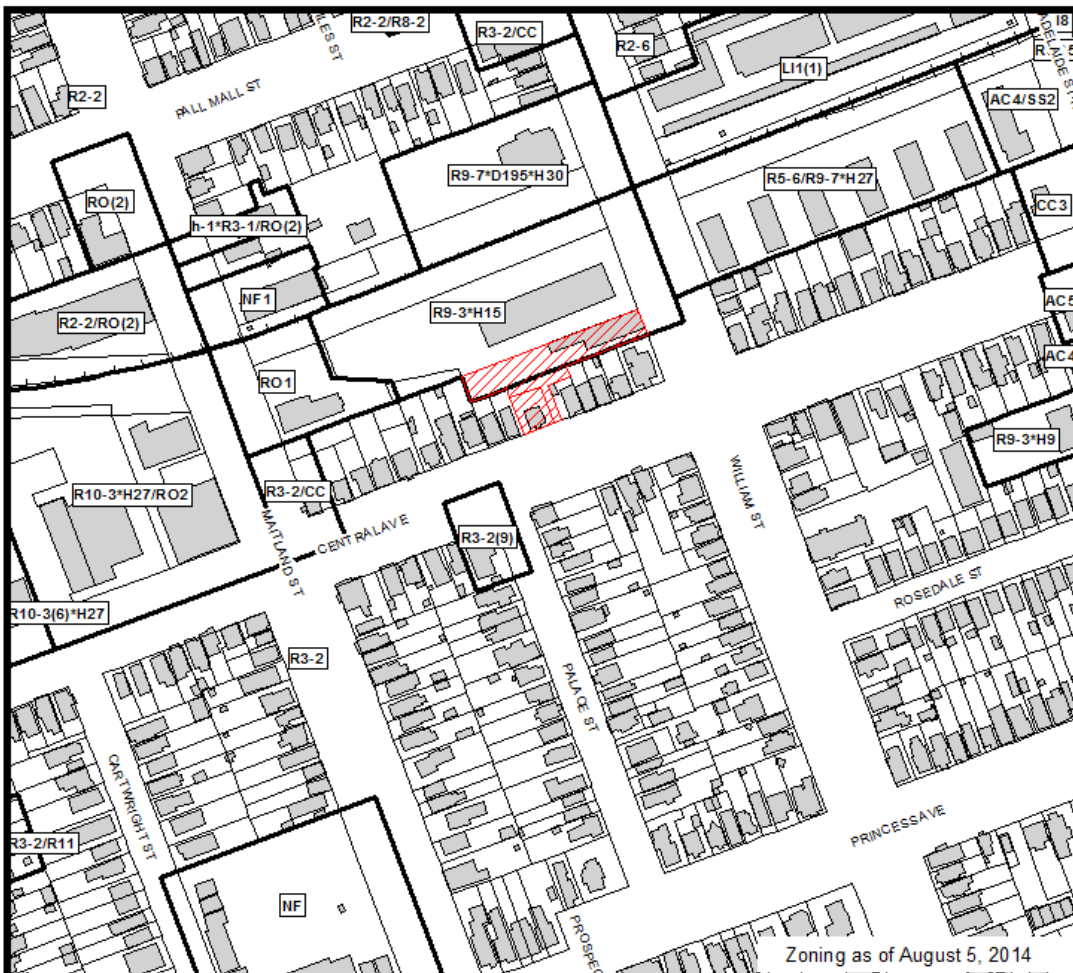 R2-2/R8-2
R3-2/CC
R2-6
LI1(1)
I8
R2-2
PALL MALL ST
AC4/SS2
R9-7*D195*H30
R5-6/R9-7*H27
RO(2)
CC3
h-1*R3-1/RO(2)
NF1
R9-3*H15
AC5
R2-2/RO(2)
AC4
RO1
R9-3*H9
R10-3*H27/RO2
R3-2/CC
WILLIAM ST
MAITLAND ST
CENTRAL AVE
R3-2(9)
ROSEDALE ST
R10-3(6)*H27
R3-2
PALACE ST
CARTWRIGHT ST
PRINCESS AVE
R3-2/R11
NF
Zoning as of August 5, 2014